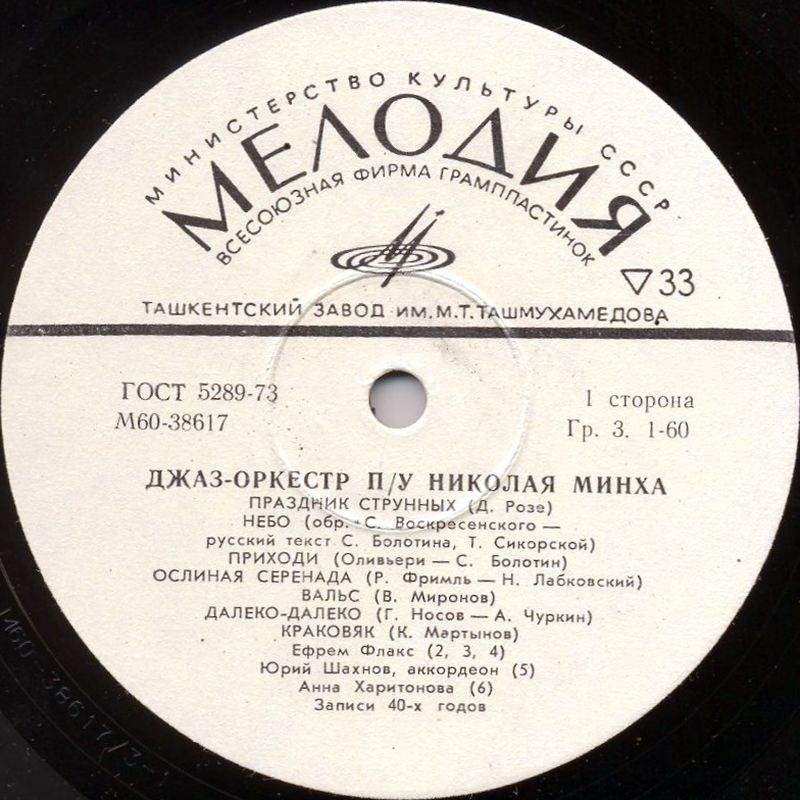 МИНИСТЕРСТВО КУЛЬТУРЫ СССР
МЕЛОДИЯ
ВСЕСОЮЗНАЯ ФИРМА ГРАМПЛАСТИНОК
▽33
ТАШКЕНТСКИЙ ЗАВОД ИМ. М.Т. ТАШМУХАМЕДОВА
ГОСТ 5289-73
М60-38617
1 сторона
Гр. 3. 1-60
ДЖАЗ-ОРКЕСТР П/У НИКОЛАЯ МИНХА
ПРАЗДНИК СТРУННЫХ (Д. Розе)
НЕБО (обр. С. Воскресенского —
русский текст С. Болотина, Т. Сикорской)
ПРИХОДИ (Оливьери — С. Болотин)
ОСЛИНАЯ СЕРЕНАДА (Р. Фримль — Н. Лабковский)
ВАЛЬС (В. Миронов)
ДАЛЕКО-ДАЛЕКО (Г. Носов — А. Чуркин)
КРАКОВЯК (К. Мартынов)
Ефрем Флакс (2, 3, 4)
Юрий Шахнов, аккордеон (5)
Анна Харитонова (6)
Записи 40-х годов